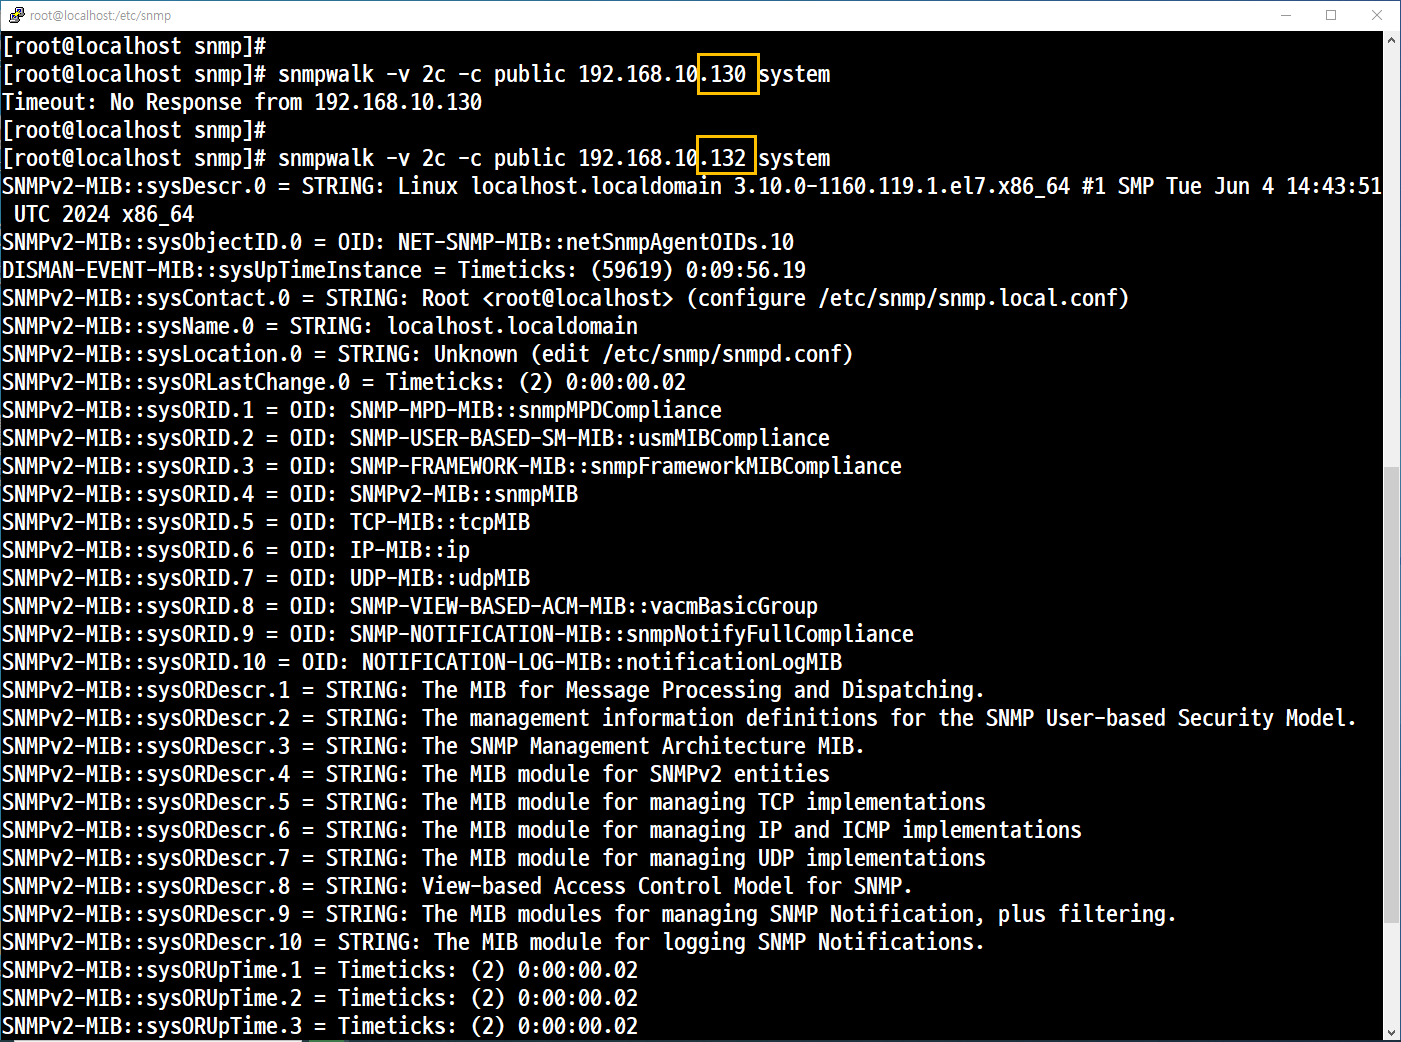 root@localhost:/etc/snmp
[root@localhost snmp]#
[root@localhost snmp]# snmpwalk -v 2c -c public 192.168.10.130 system
Timeout: No Response from 192.168.10.130
[root@localhost snmp]#
[root@localhost snmp]# snmpwalk -v 2c -c public 192.168.10.132 system
SNMPv2-MIB::sysDescr.0 = STRING: Linux localhost.localdomain 3.10.0-1160.119.1.el7.x86_64 #1 SMP Tue Jun 4 14:43:51
 UTC 2024 x86_64
SNMPv2-MIB::sysObjectID.0 = OID: NET-SNMP-MIB::netSnmpAgentOIDs.10
DISMAN-EVENT-MIB::sysUpTimeInstance = Timeticks: (59619) 0:09:56.19
SNMPv2-MIB::sysContact.0 = STRING: Root <root@localhost> (configure /etc/snmp/snmp.local.conf)
SNMPv2-MIB::sysName.0 = STRING: localhost.localdomain
SNMPv2-MIB::sysLocation.0 = STRING: Unknown (edit /etc/snmp/snmpd.conf)
SNMPv2-MIB::sysORLastChange.0 = Timeticks: (2) 0:00:00.02
SNMPv2-MIB::sysORID.1 = OID: SNMP-MPD-MIB::snmpMPDCompliance
SNMPv2-MIB::sysORID.2 = OID: SNMP-USER-BASED-SM-MIB::usmMIBCompliance
SNMPv2-MIB::sysORID.3 = OID: SNMP-FRAMEWORK-MIB::snmpFrameworkMIBCompliance
SNMPv2-MIB::sysORID.4 = OID: SNMPv2-MIB::snmpMIB
SNMPv2-MIB::sysORID.5 = OID: TCP-MIB::tcpMIB
SNMPv2-MIB::sysORID.6 = OID: IP-MIB::ip
SNMPv2-MIB::sysORID.7 = OID: UDP-MIB::udpMIB
SNMPv2-MIB::sysORID.8 = OID: SNMP-VIEW-BASED-ACM-MIB::vacmBasicGroup
SNMPv2-MIB::sysORID.9 = OID: SNMP-NOTIFICATION-MIB::snmpNotifyFullCompliance
SNMPv2-MIB::sysORID.10 = OID: NOTIFICATION-LOG-MIB::notificationLogMIB
SNMPv2-MIB::sysORDescr.1 = STRING: The MIB for Message Processing and Dispatching.
SNMPv2-MIB::sysORDescr.2 = STRING: The management information definitions for the SNMP User-based Security Model.
SNMPv2-MIB::sysORDescr.3 = STRING: The SNMP Management Architecture MIB.
SNMPv2-MIB::sysORDescr.4 = STRING: The MIB module for SNMPv2 entities
SNMPv2-MIB::sysORDescr.5 = STRING: The MIB module for managing TCP implementations
SNMPv2-MIB::sysORDescr.6 = STRING: The MIB module for managing IP and ICMP implementations
SNMPv2-MIB::sysORDescr.7 = STRING: The MIB module for managing UDP implementations
SNMPv2-MIB::sysORDescr.8 = STRING: View-based Access Control Model for SNMP.
SNMPv2-MIB::sysORDescr.9 = STRING: The MIB modules for managing SNMP Notification, plus filtering.
SNMPv2-MIB::sysORDescr.10 = STRING: The MIB module for logging SNMP Notifications.
SNMPv2-MIB::sysORUpTime.1 = Timeticks: (2) 0:00:00.02
SNMPv2-MIB::sysORUpTime.2 = Timeticks: (2) 0:00:00.02
SNMPv2-MIB::sysORUpTime.3 = Timeticks: (2) 0:00:00.02